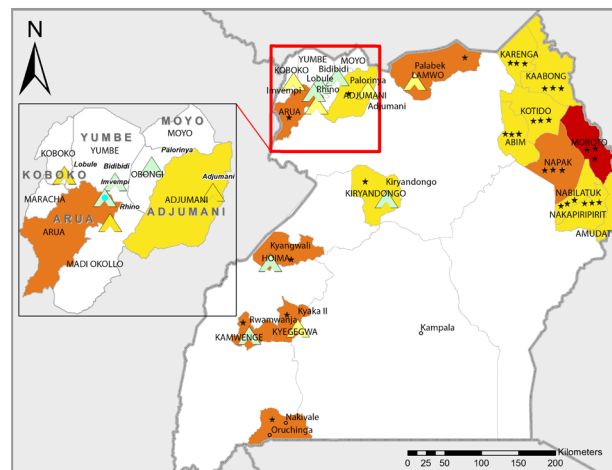 N
KARENGA
KAABONG
KOTIDO
ABIM
MOROTO
NAPAK
NABILATUK
NAKAPIRIPIRIT
AMUDAT
Palabek
LAMWO
YUMBE
MOYO
KOBOKO
Bidibidi
Lobule
Palorinya
Imvepi
Rhino
ADJUMANI
Adjumani
ARUA
YUMBE
YUMBE
MOYO
MOYO
KOBOKO
Lobule
Bidibidi
Palorinya
KOBOKO
Imvempi
OBONGI
Adjumani
MARACHA
ADJUMANI
ARUA
Rhino
ADJUMANI
ARUA
MADI OKOLLO
Kiryandongo
KIRYANDONGO
Kyangwali
HOIMA
Kyaka II
Rwamwanja
KYEGEGWA
KAMWENGE
Kampala
Nakivale
Oruchinga
Kilometers
0 25 50 100 150 200